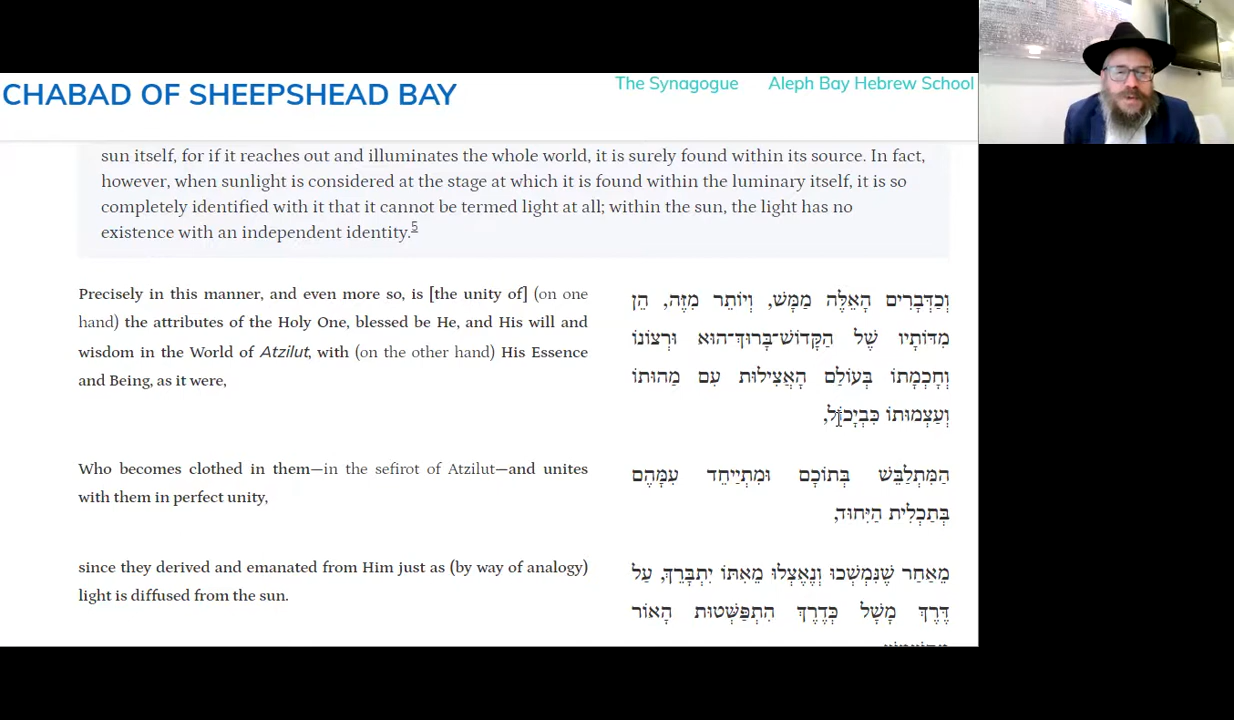 CHABAD OF SHEEPSHEAD BAY
The Synagogue Aleph Bay Hebrew School
sun itself, for if it reaches out and illuminates the whole world, it is surely found within its source. In fact,
however, when sunlight is considered at the stage at which it is found within the luminary itself, it is so
completely identified with it that it cannot be termed light at all; within the sun, the light has no
existence with an independent identity.5
Precisely in this manner, and even more so, is [the unity of] (on one
hand) the attributes of the Holy One, blessed be He, and His will and
wisdom in the World of Atzilut, with (on the other hand) His Essence
and Being, as it were,
וְכַדְּבָרִים הָאֵלֶּה מַמָּשׁ, וְיוֹתֵר מִזֶּה, הֵן
מִדּוֹתָיו שֶׁל הַקָּדוֹשׁ־בָּרוּךְ־הוּא וּרְצוֹנוֹ
וְחָכְמָתוֹ בְּעוֹלַם הָאֲצִילוּת עִם מַהוּתוֹ
וְעַצְמוּתוֹ כִּבְיָכוֹל,
Who becomes clothed in them—in the sefirot of Atzilut—and unites
with them in perfect unity,
הַמִּתְלַבֵּשׁ בְּתוֹכָם וּמִתְיַיחֵד עִמָּהֶם
בְּתַכְלִית הַיִּחוּד,
since they derived and emanated from Him just as (by way of analogy)
light is diffused from the sun.
מֵאַחַר שֶׁנִּמְשְׁכוּ וְנֶאֶצְלוּ מֵאִתּוֹ יִתְבָּרֵךְ, עַל
דֶּרֶךְ מָשָׁל כְּדֶרֶךְ הִתְפַּשְּׁטוּת הָאוֹר